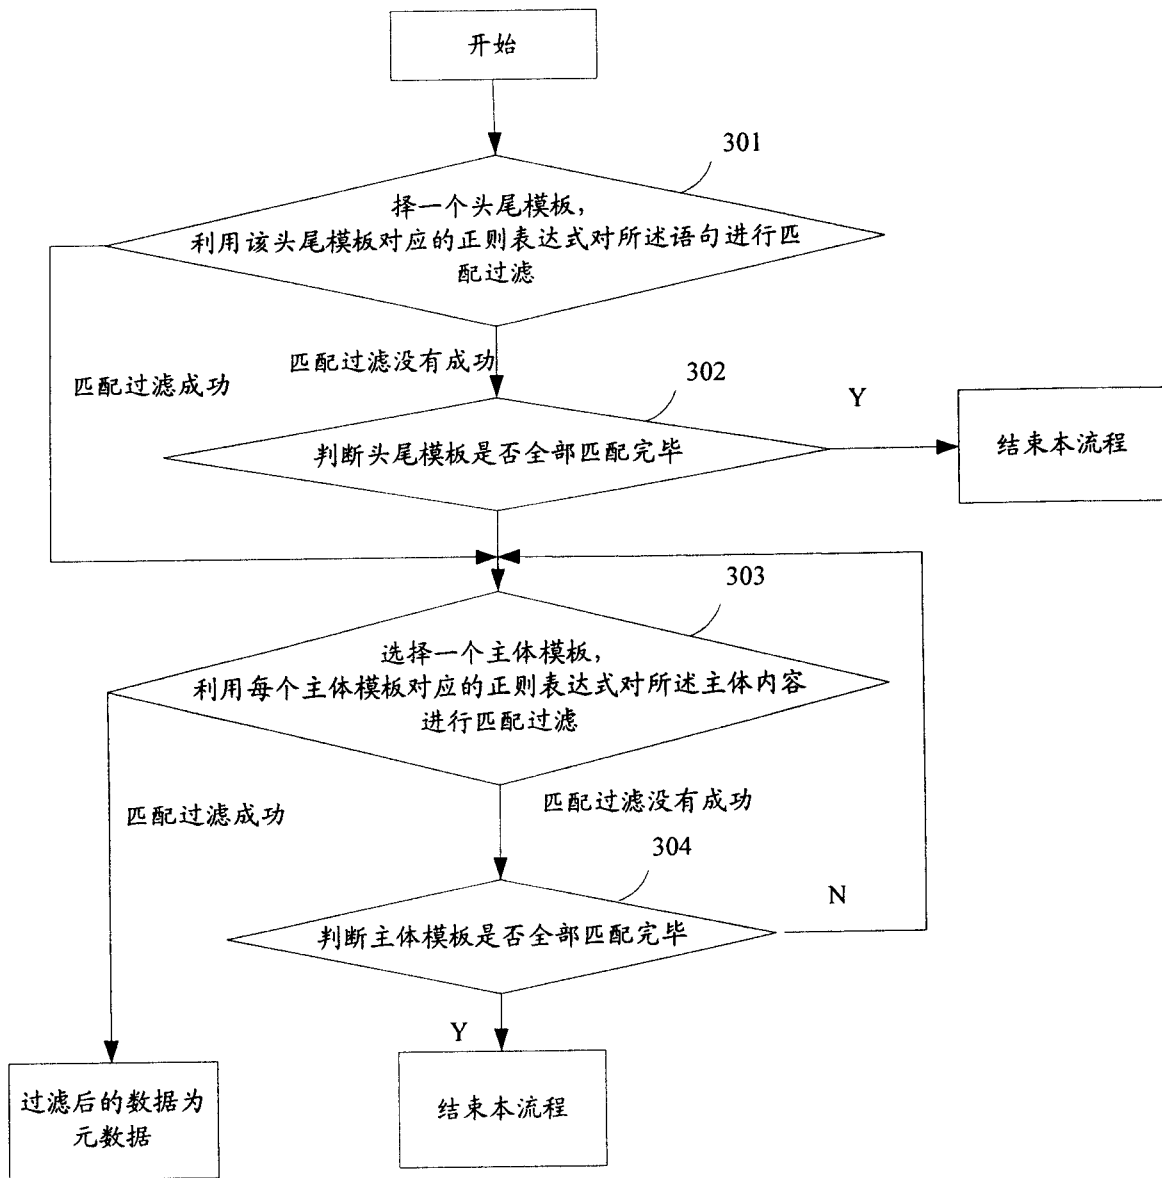 开始
301
择一个头尾模板，
利用该头尾模板对应的正则表达式对所述语句进行匹
配过滤
匹配过滤没有成功
匹配过滤成功
302
Y
判断头尾模板是否全部匹配完毕
结束本流程
303
选择一个主体模板，
利用每个主体模板对应的正则表达式对所述主体内容
进行匹配过滤
匹配过滤成功
匹配过滤没有成功
304
N
判断主体模板是否全部匹配完毕
Y
过滤后的数据为
元数据
结束本流程